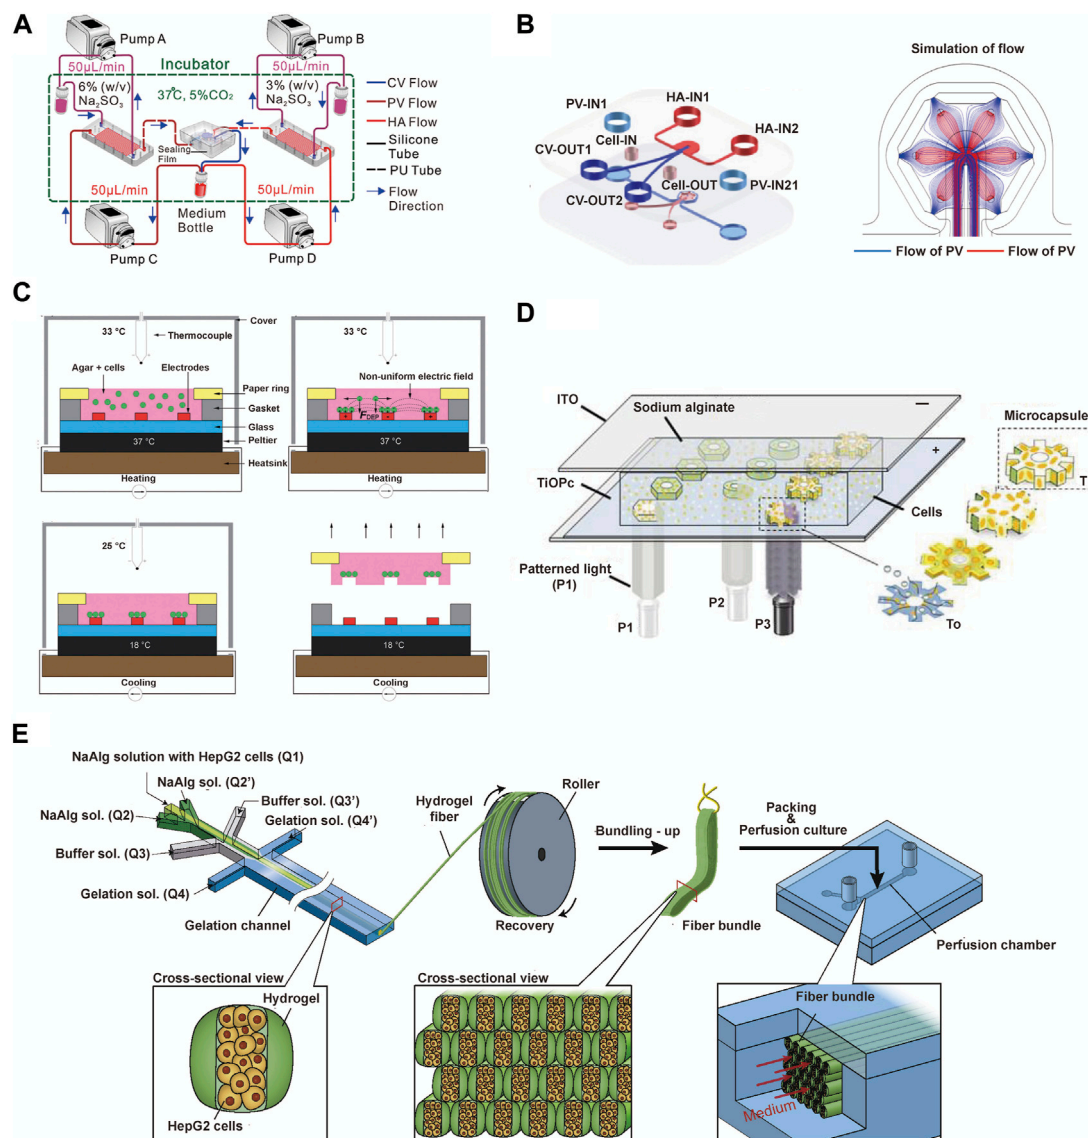 A
Pump A
Pump B
50µL/min
50µL/min
Incubator
6% (w/v)
Na2SO3
37℃, 5%CO2
3% (w/v)
Na2SO3
Sealing
Film
50µL/min
50µL/min
Medium
Bottle
Pump C
Pump D
CV Flow
PV Flow
HA Flow
Silicone
Tube
PU Tube
Flow
Direction
B
PV-IN1
HA-IN1
Cell-IN
HA-IN2
CV-OUT1
Cell-OUT
PV-IN21
CV-OUT2
Simulation of flow
Flow of PV
Flow of PV
C
33 °C
Cover
Thermocouple
Agar + cells
Electrodes
Paper ring
Gasket
Glass
37 °C
Peltier
Heatsink
Heating
33 °C
Non-uniform electric field
FDEP
37 °C
Heating
25 °C
18 °C
Cooling
18 °C
Cooling
D
ITO
Sodium alginate
−
+
Microcapsule
T
TiOPc
Cells
Patterned light
(P1)
P1
P2
P3
To
E
NaAlg solution with HepG2 cells (Q1)
NaAlg sol. (Q2')
NaAlg sol. (Q2)
Buffer sol. (Q3')
Gelation sol. (Q4')
Buffer sol. (Q3)
Gelation sol. (Q4)
Gelation channel
Hydrogel
fiber
Roller
Recovery
Bundling - up
Fiber bundle
Packing
&
Perfusion culture
Perfusion chamber
Cross-sectional view
Hydrogel
HepG2 cells
Cross-sectional view
Fiber bundle
Medium